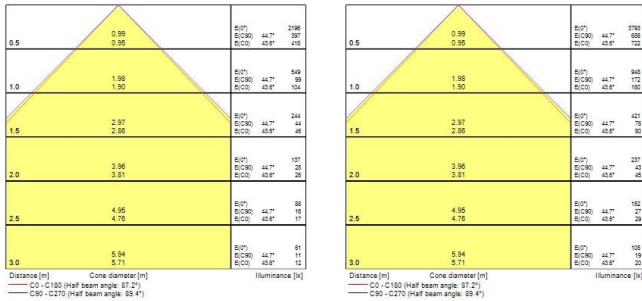 0.99
0.95
0.5
E(0°) 2196
E(C90) 44.7° 397
E(C0) 43.6° 418
1.98
1.90
1.0
E(0°) 549
E(C90) 44.7° 99
E(C0) 43.6° 104
2.97
2.86
1.5
E(0°) 244
E(C90) 44.7° 44
E(C0) 43.6° 46
3.96
3.81
2.0
E(0°) 137
E(C90) 44.7° 25
E(C0) 43.6° 26
4.95
4.76
2.5
E(0°) 88
E(C90) 44.7° 16
E(C0) 43.6° 17
5.94
5.71
3.0
E(0°) 61
E(C90) 44.7° 11
E(C0) 43.6° 12
Distance [m] Cone diameter [m] Illuminance [lx]
C0 - C180 (Half beam angle: 87.2°)
C90 - C270 (Half beam angle: 89.4°)
0.99
0.95
0.5
E(0°) 3793
E(C90) 44.7° 686
E(C0) 43.6° 722
1.98
1.90
1.0
E(0°) 948
E(C90) 44.7° 172
E(C0) 43.6° 180
2.97
2.86
1.5
E(0°) 421
E(C90) 44.7° 76
E(C0) 43.6° 80
3.96
3.81
2.0
E(0°) 237
E(C90) 44.7° 43
E(C0) 43.6° 45
4.95
4.76
2.5
E(0°) 152
E(C90) 44.7° 27
E(C0) 43.6° 29
5.94
5.71
3.0
E(0°) 105
E(C90) 44.7° 19
E(C0) 43.6° 20
Distance [m] Cone diameter [m] Illuminance [lx]
C0 - C180 (Half beam angle: 87.2°)
C90 - C270 (Half beam angle: 89.4°)